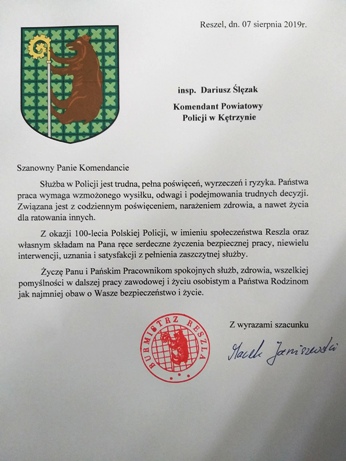 Reszel, dn. 07 sierpnia 2019r.
insp. Dariusz Ślęzak
Komendant Powiatowy
Policji w Kętrzynie
Szanowny Panie Komendancie
Służba w Policji jest trudna, pełna poświęceń, wyrzeczeń i ryzyka. Państwa
praca wymaga wzmożonego wysiłku, odwagi i podejmowania trudnych decyzji.
Związana jest z codziennym poświęceniem, narażeniem zdrowia, a nawet życia
dla ratowania innych.
Z okazji 100-lecia Polskiej Policji, w imieniu społeczeństwa Reszla oraz
własnym składam na Pana ręce serdeczne życzenia bezpiecznej pracy, niewielu
interwencji, uznania i satysfakcji z pełnienia zaszczytnej służby.
Życzę Panu i Pańskim Pracownikom spokojnych służb, zdrowia, wszelkiej
pomyślności w dalszej pracy zawodowej i życiu osobistym a Państwa Rodzinom
jak najmniej obaw o Wasze bezpieczeństwo i życie.
Z wyrazami szacunku
BURMISTRZ RESZLA
Marek Janiszewski